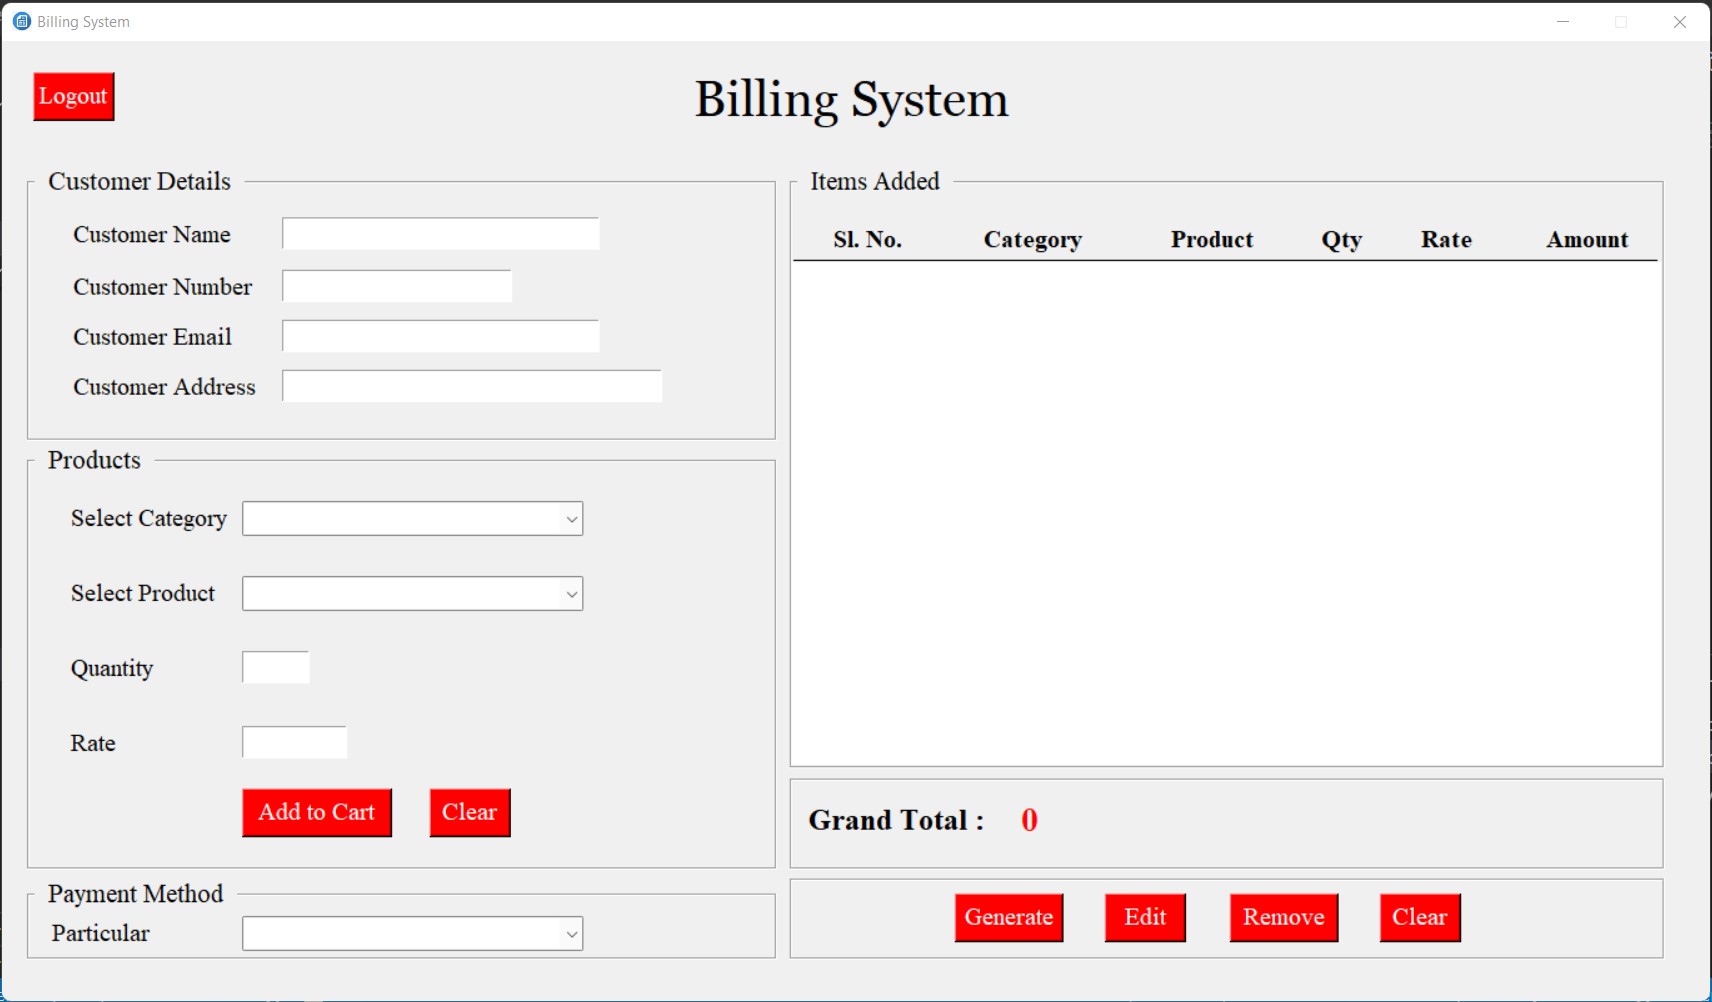 Billing System
Logout
Billing System
Customer Details
Customer Name
Customer Number
Customer Email
Customer Address
Products
Select Category
Select Product
Quantity
Rate
Add to Cart Clear
Payment Method
Particular
Items Added
Sl. No. Category Product Qty Rate Amount
Grand Total : 0
Generate Edit Remove Clear